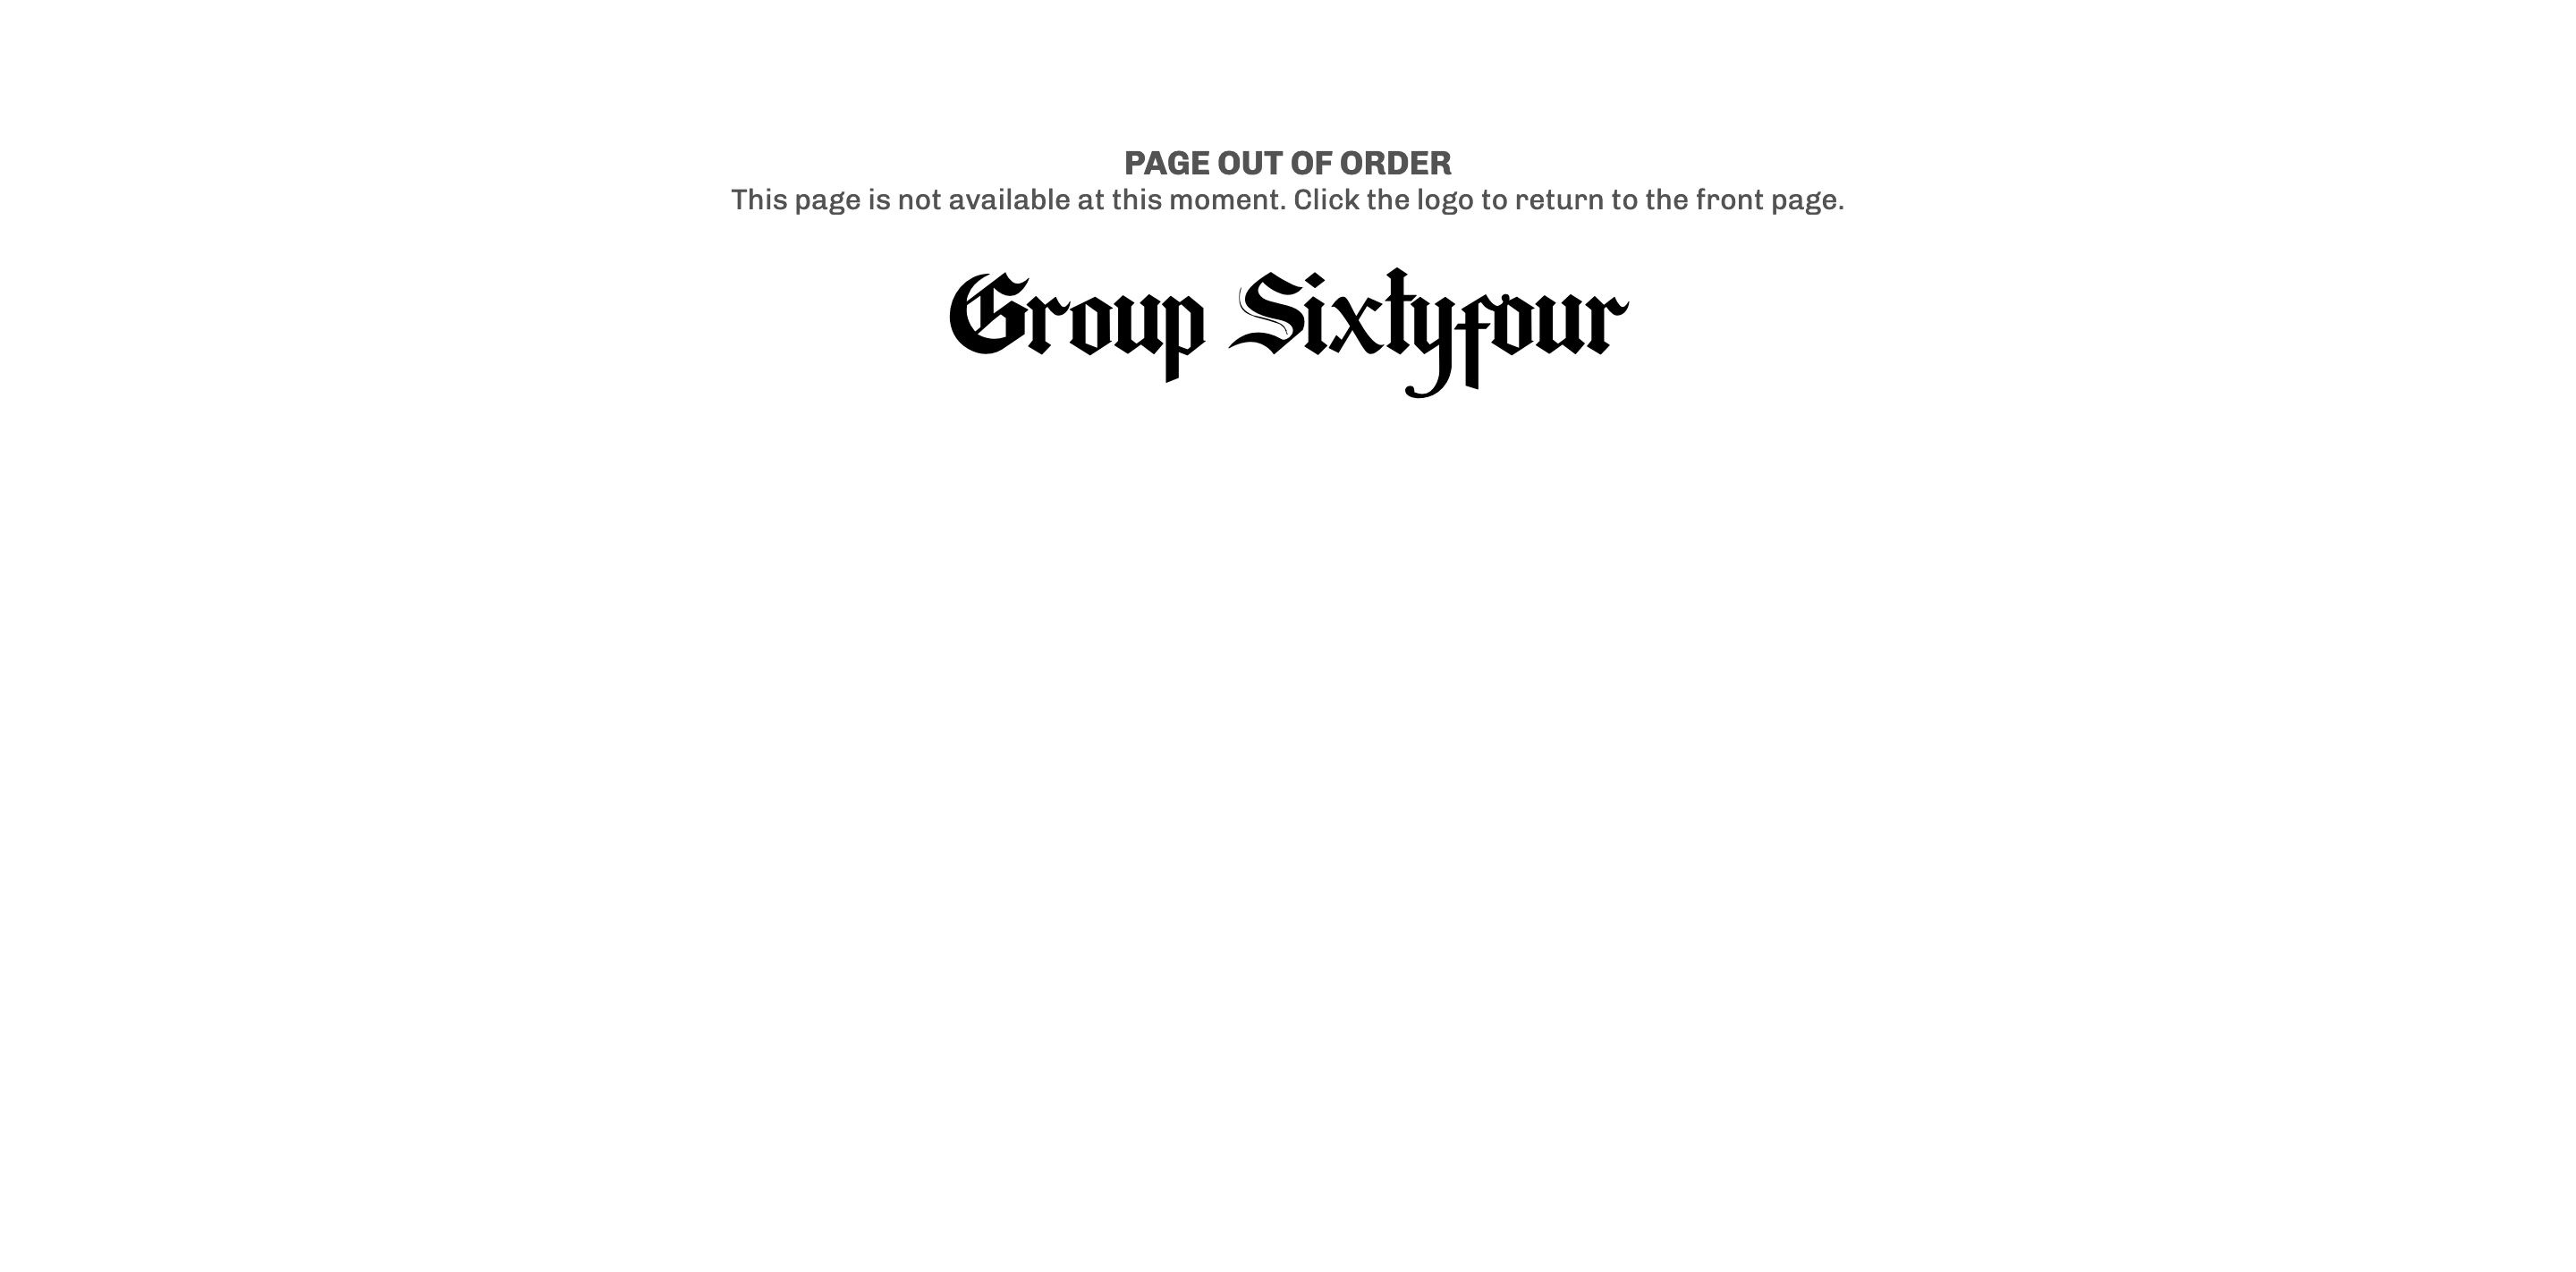 PAGE OUT OF ORDER
This page is not available at this moment. Click the logo to return to the front page.
Group Sixtyfour